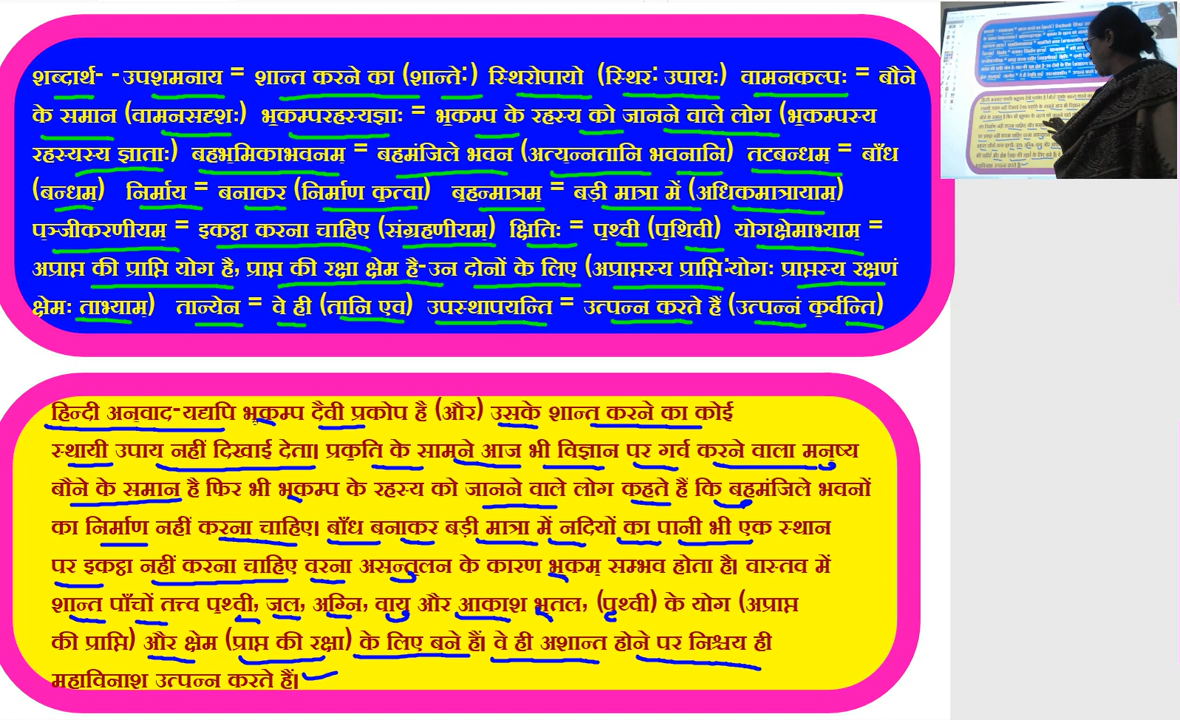 शब्दार्थ- -उपशमनाय = शान्त करने का (शान्ते:) स्थिरोपायो (स्थिर: उपाय:) वामनकल्पः = बौने
के समान (वामनसदृशः) भूकम्परहस्यज्ञाः = भूकम्प के रहस्य को जानने वाले लोग (भूकम्पस्य
रहस्यस्य ज्ञाताः) बहुभूमिकाभवनम् = बहुमंजिले भवन (अत्युन्नतानि भवनानि) तटबन्धम् = बाँध
(बन्धम्) निर्माय = बनाकर (निर्माण कृत्वा) बृहन्मात्रम् = बड़ी मात्रा में (अधिकमात्रायाम्)
पुञ्जीकरणीयम् = इकट्ठा करना चाहिए (संग्रहणीयम्) क्षितिः = पृथ्वी (पृथिवी) योगक्षेमाभ्याम् =
अप्राप्त की प्राप्ति योग है, प्राप्त की रक्षा क्षेम है-उन दोनों के लिए (अप्राप्तस्य प्राप्ति:योगः प्राप्तस्य रक्षणं
क्षेमः ताभ्याम्) तान्येन = वे ही (तानि एव) उपस्थापयन्ति = उत्पन्न करते हैं (उत्पन्नं कुर्वन्ति)
हिन्दी अनुवाद-यद्यपि भूकम्प दैवी प्रकोप है (और) उसके शान्त करने का कोई
स्थायी उपाय नहीं दिखाई देता। प्रकृति के सामने आज भी विज्ञान पर गर्व करने वाला मनुष्य
बौने के समान है फिर भी भूकम्प के रहस्य को जानने वाले लोग कहते हैं कि बहुमंजिले भवनों
का निर्माण नहीं करना चाहिए। बाँध बनाकर बड़ी मात्रा में नदियों का पानी भी एक स्थान
पर इकट्ठा नहीं करना चाहिए वरना असन्तुलन के कारण भूकम् सम्भव होता है। वास्तव में
शान्त पाँचों तत्त्व पृथ्वी, जल, अग्नि, वायु और आकाश भूतल, (पृथ्वी) के योग (अप्राप्त
की प्राप्ति) और क्षेम (प्राप्त की रक्षा) के लिए बने हैं। वे ही अशान्त होने पर निश्चय ही
महाविनाश उत्पन्न करते हैं।